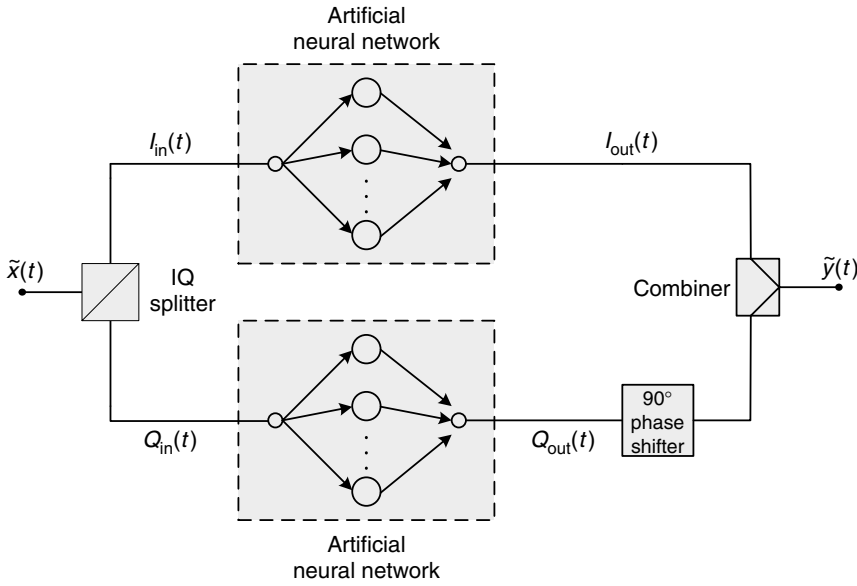 Artificial
neural network
I_in(t)
I_out(t)
x̃(t)
IQ
splitter
Combiner
ỹ(t)
Q_in(t)
Q_out(t)
90°
phase
shifter
Artificial
neural network